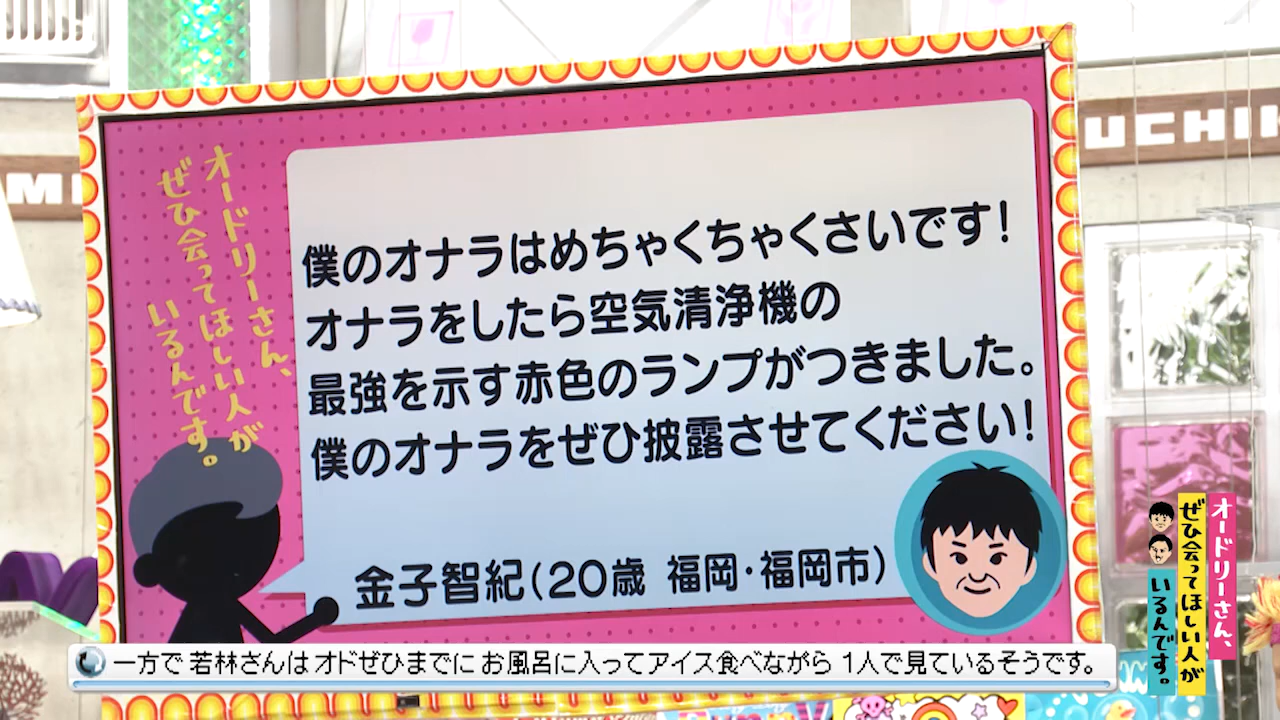 オードリーさん、
ぜひ会ってほしい人が
いるんです。
僕のオナラはめちゃくちゃくさいです!
オナラをしたら空気清浄機の
最強を示す赤色のランプがつきました。
僕のオナラをぜひ披露させてください!
金子智紀(20歳 福岡・福岡市)
UCHI
オードリーさん、
ぜひ会ってほしい人が
いるんです。
一方で 若林さんは オドぜひまでに お風呂に入ってアイス食べながら 1人で見ているそうです。